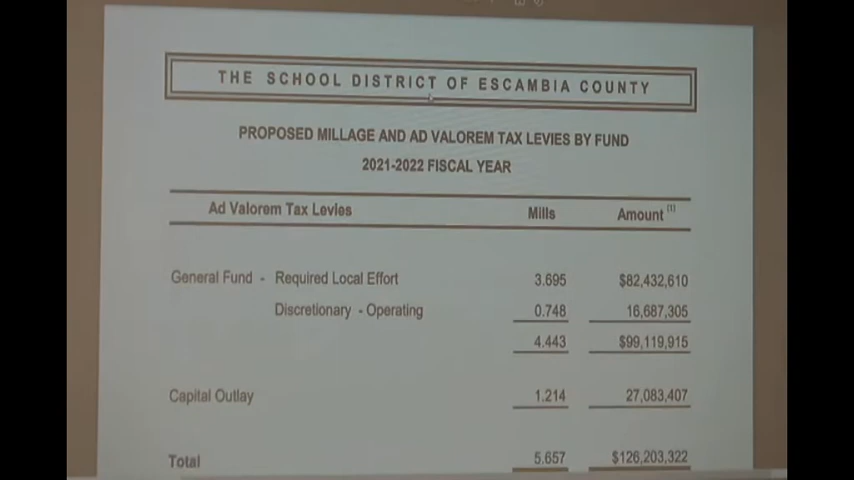 THE SCHOOL DISTRICT OF ESCAMBIA COUNTY
PROPOSED MILLAGE AND AD VALOREM TAX LEVIES BY FUND
2021-2022 FISCAL YEAR
Ad Valorem Tax Levies Mills Amount [1]
General Fund - Required Local Effort 3.695 $82,432,610
Discretionary - Operating 0.748 16,687,305
4.443 $99,119,915
Capital Outlay 1.214 27,083,407
Total 5.657 $126,203,322